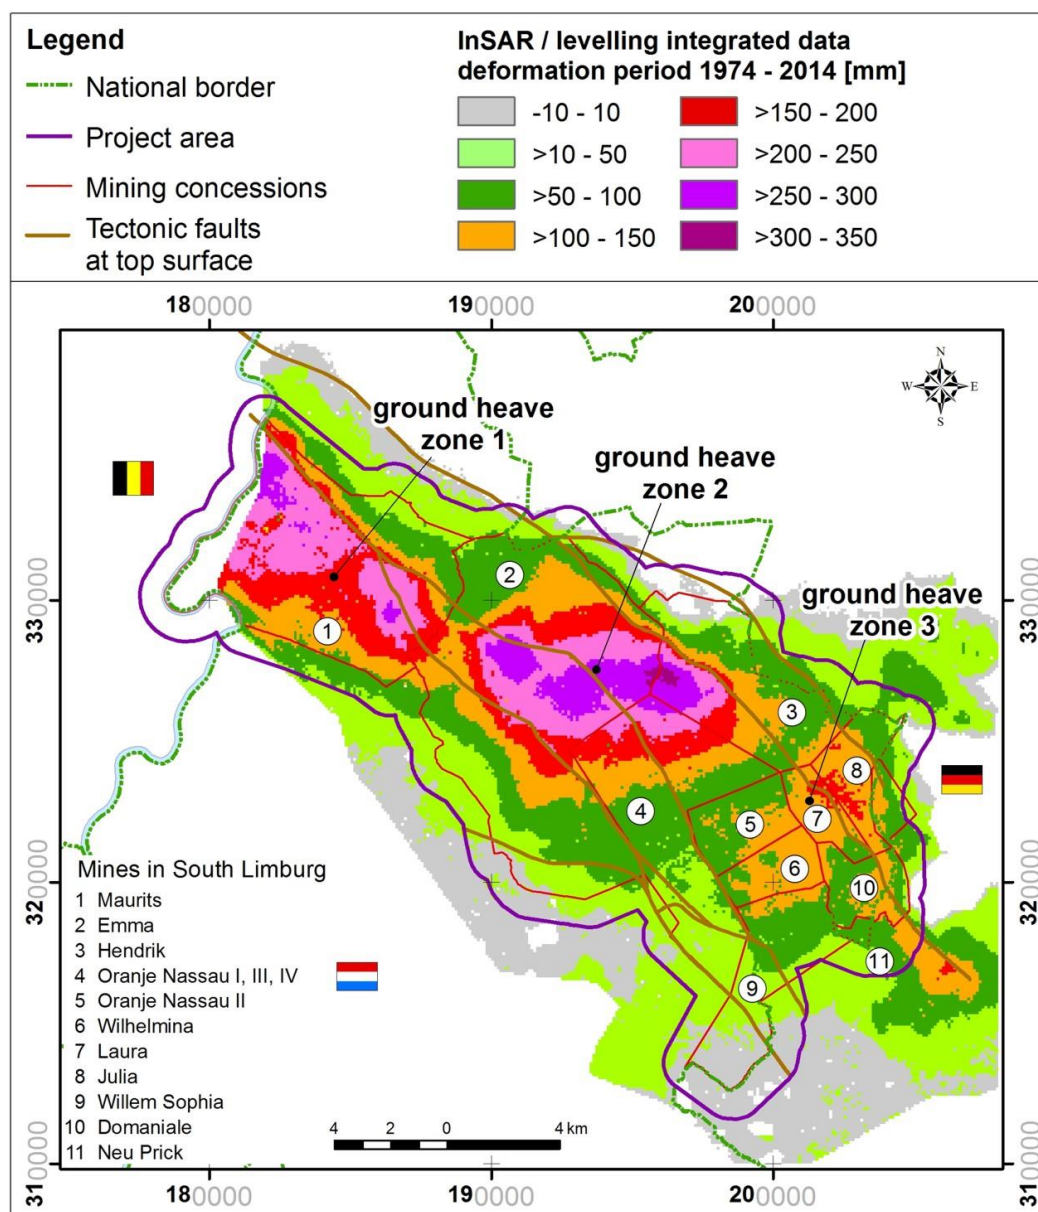 Legend
National border
Project area
Mining concessions
Tectonic faults
at top surface
InSAR / levelling integrated data
deformation period 1974 - 2014 [mm]
-10 - 10
>10 - 50
>50 - 100
>100 - 150
>150 - 200
>200 - 250
>250 - 300
>300 - 350
180000
190000
200000
N
W
E
S
ground heave
zone 1
ground heave
zone 2
ground heave
zone 3
330000
330000
320000
320000
310000
310000
1
2
3
4
5
6
7
8
9
10
11
Mines in South Limburg
1 Maurits
2 Emma
3 Hendrik
4 Oranje Nassau I, III, IV
5 Oranje Nassau II
6 Wilhelmina
7 Laura
8 Julia
9 Willem Sophia
10 Domaniale
11 Neu Prick
4 2 0 4 km
180000
190000
200000